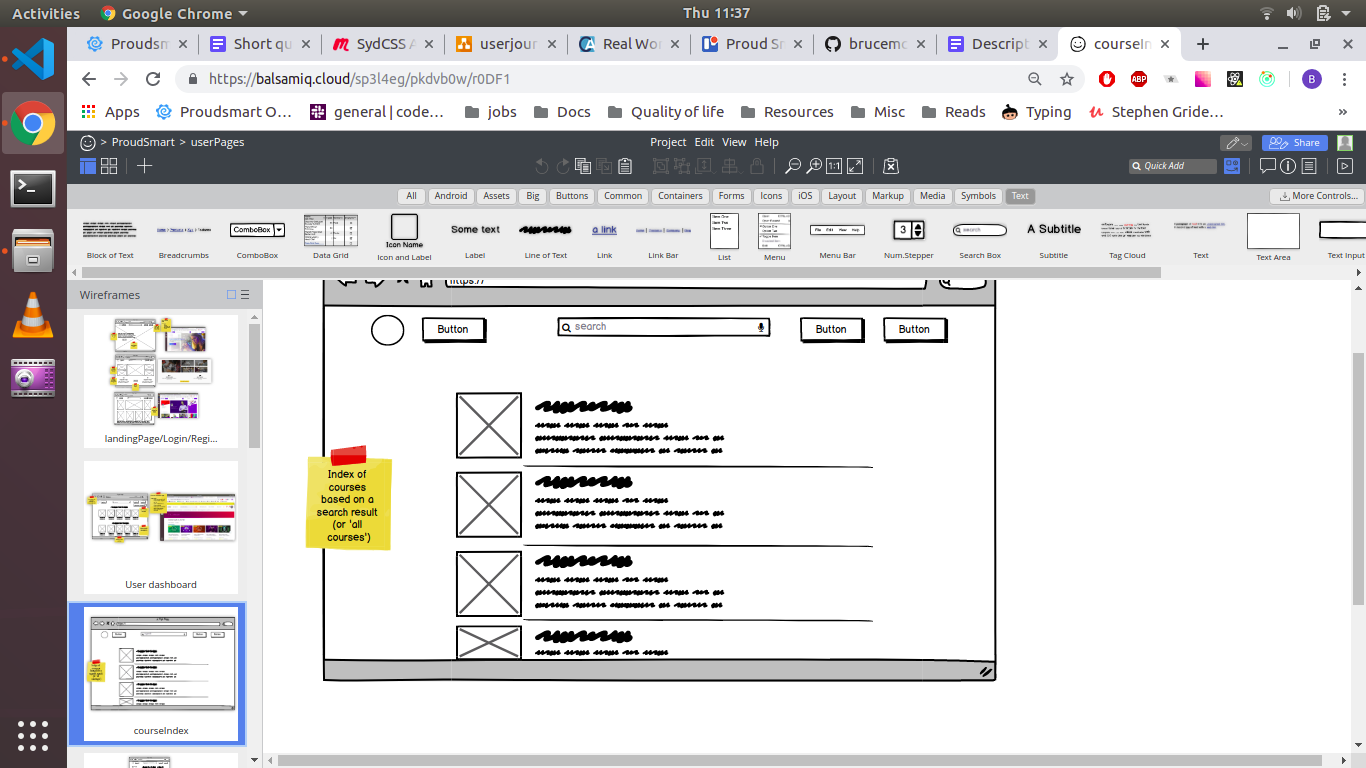 Activities Google Chrome Thu 11:37
Proudsm Short qu SydCSS A userjour Real Wo Proud Sr brucemc Descript courseIn
https://balsamiq.cloud/sp3l4eg/pkdvb0w/r0DF1
ABP B
Apps Proudsmart O... general | code... jobs Docs Quality of life Resources Misc Reads Typing Stephen Gride... »
> ProudSmart > userPages Project Edit View Help Share
1:1 Quick Add
All Android Assets Big Buttons Common Containers Forms Icons iOS Layout Markup Media Symbols Text More Controls...
ComboBox Icon Name Some text a link 3 search A Subtitle
Block of Text Breadcrumbs ComboBox Data Grid Icon and Label Label Line of Text Link Link Bar List Menu Menu Bar Num.Stepper Search Box Subtitle Tag Cloud Text Text Area Text Input
Wireframes
https://
landingPage/Login/Regi...
User dashboard
courseIndex
Button search Button Button
Index of
courses
based on a
search result
(or 'all
courses')